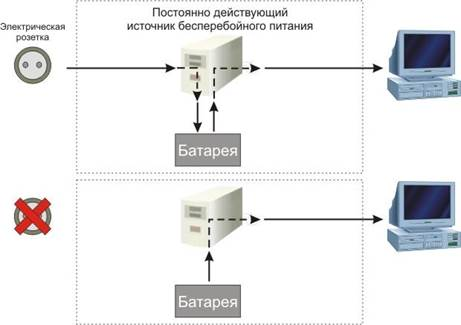 Электрическая
розетка
Постоянно действующий
источник бесперебойного питания
Батарея
Батарея